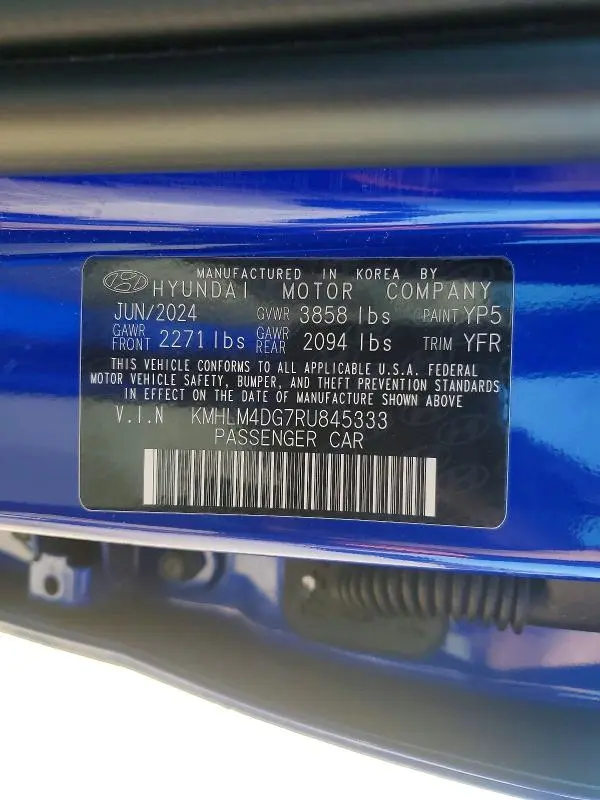 MANUFACTURED IN KOREA BY
HYUNDAI MOTOR COMPANY
JUN/2024 GVWR 3858 lbs PAINT YP5
GAWR FRONT 2271 lbs GAWR REAR 2094 lbs TRIM YFR
THIS VEHICLE CONFORMS TO ALL APPLICABLE U.S.A. FEDERAL
MOTOR VEHICLE SAFETY, BUMPER, AND THEFT PREVENTION STANDARDS
IN EFFECT ON THE DATE OF MANUFACTURE SHOWN ABOVE
V.I.N KMHLM4DG7RU845333
PASSENGER CAR